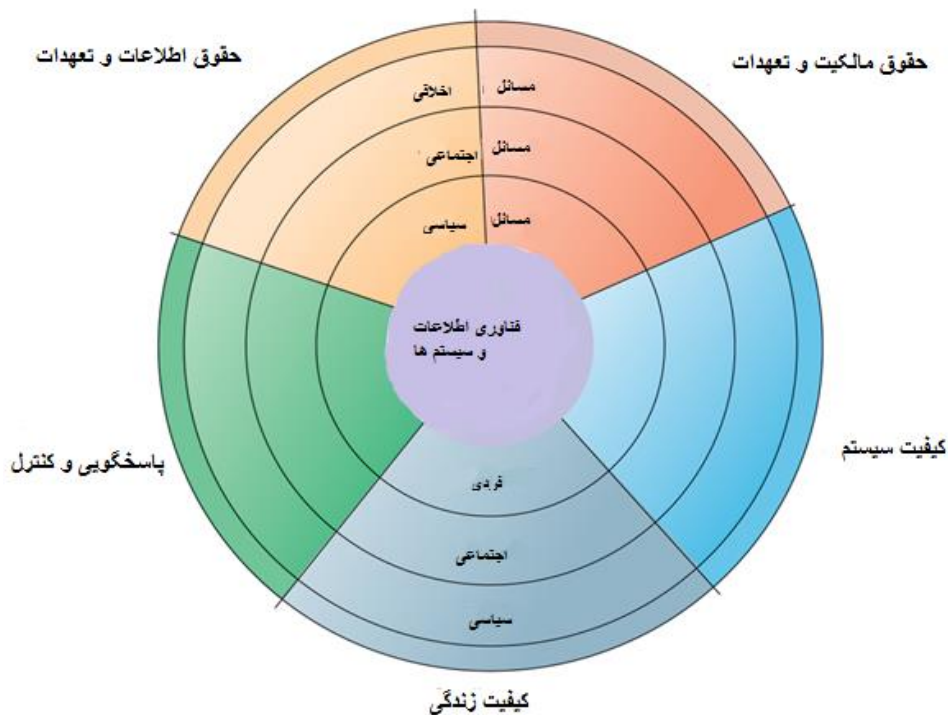 حقوق مالکیت و تعهدات
حقوق اطلاعات و تعهدات
مسائل اخلاقی
مسائل اجتماعی
مسائل سیاسی
فناوری اطلاعات
و سیستم ها
کیفیت سیستم
پاسخگویی و کنترل
فردی
اجتماعی
سیاسی
کیفیت زندگی